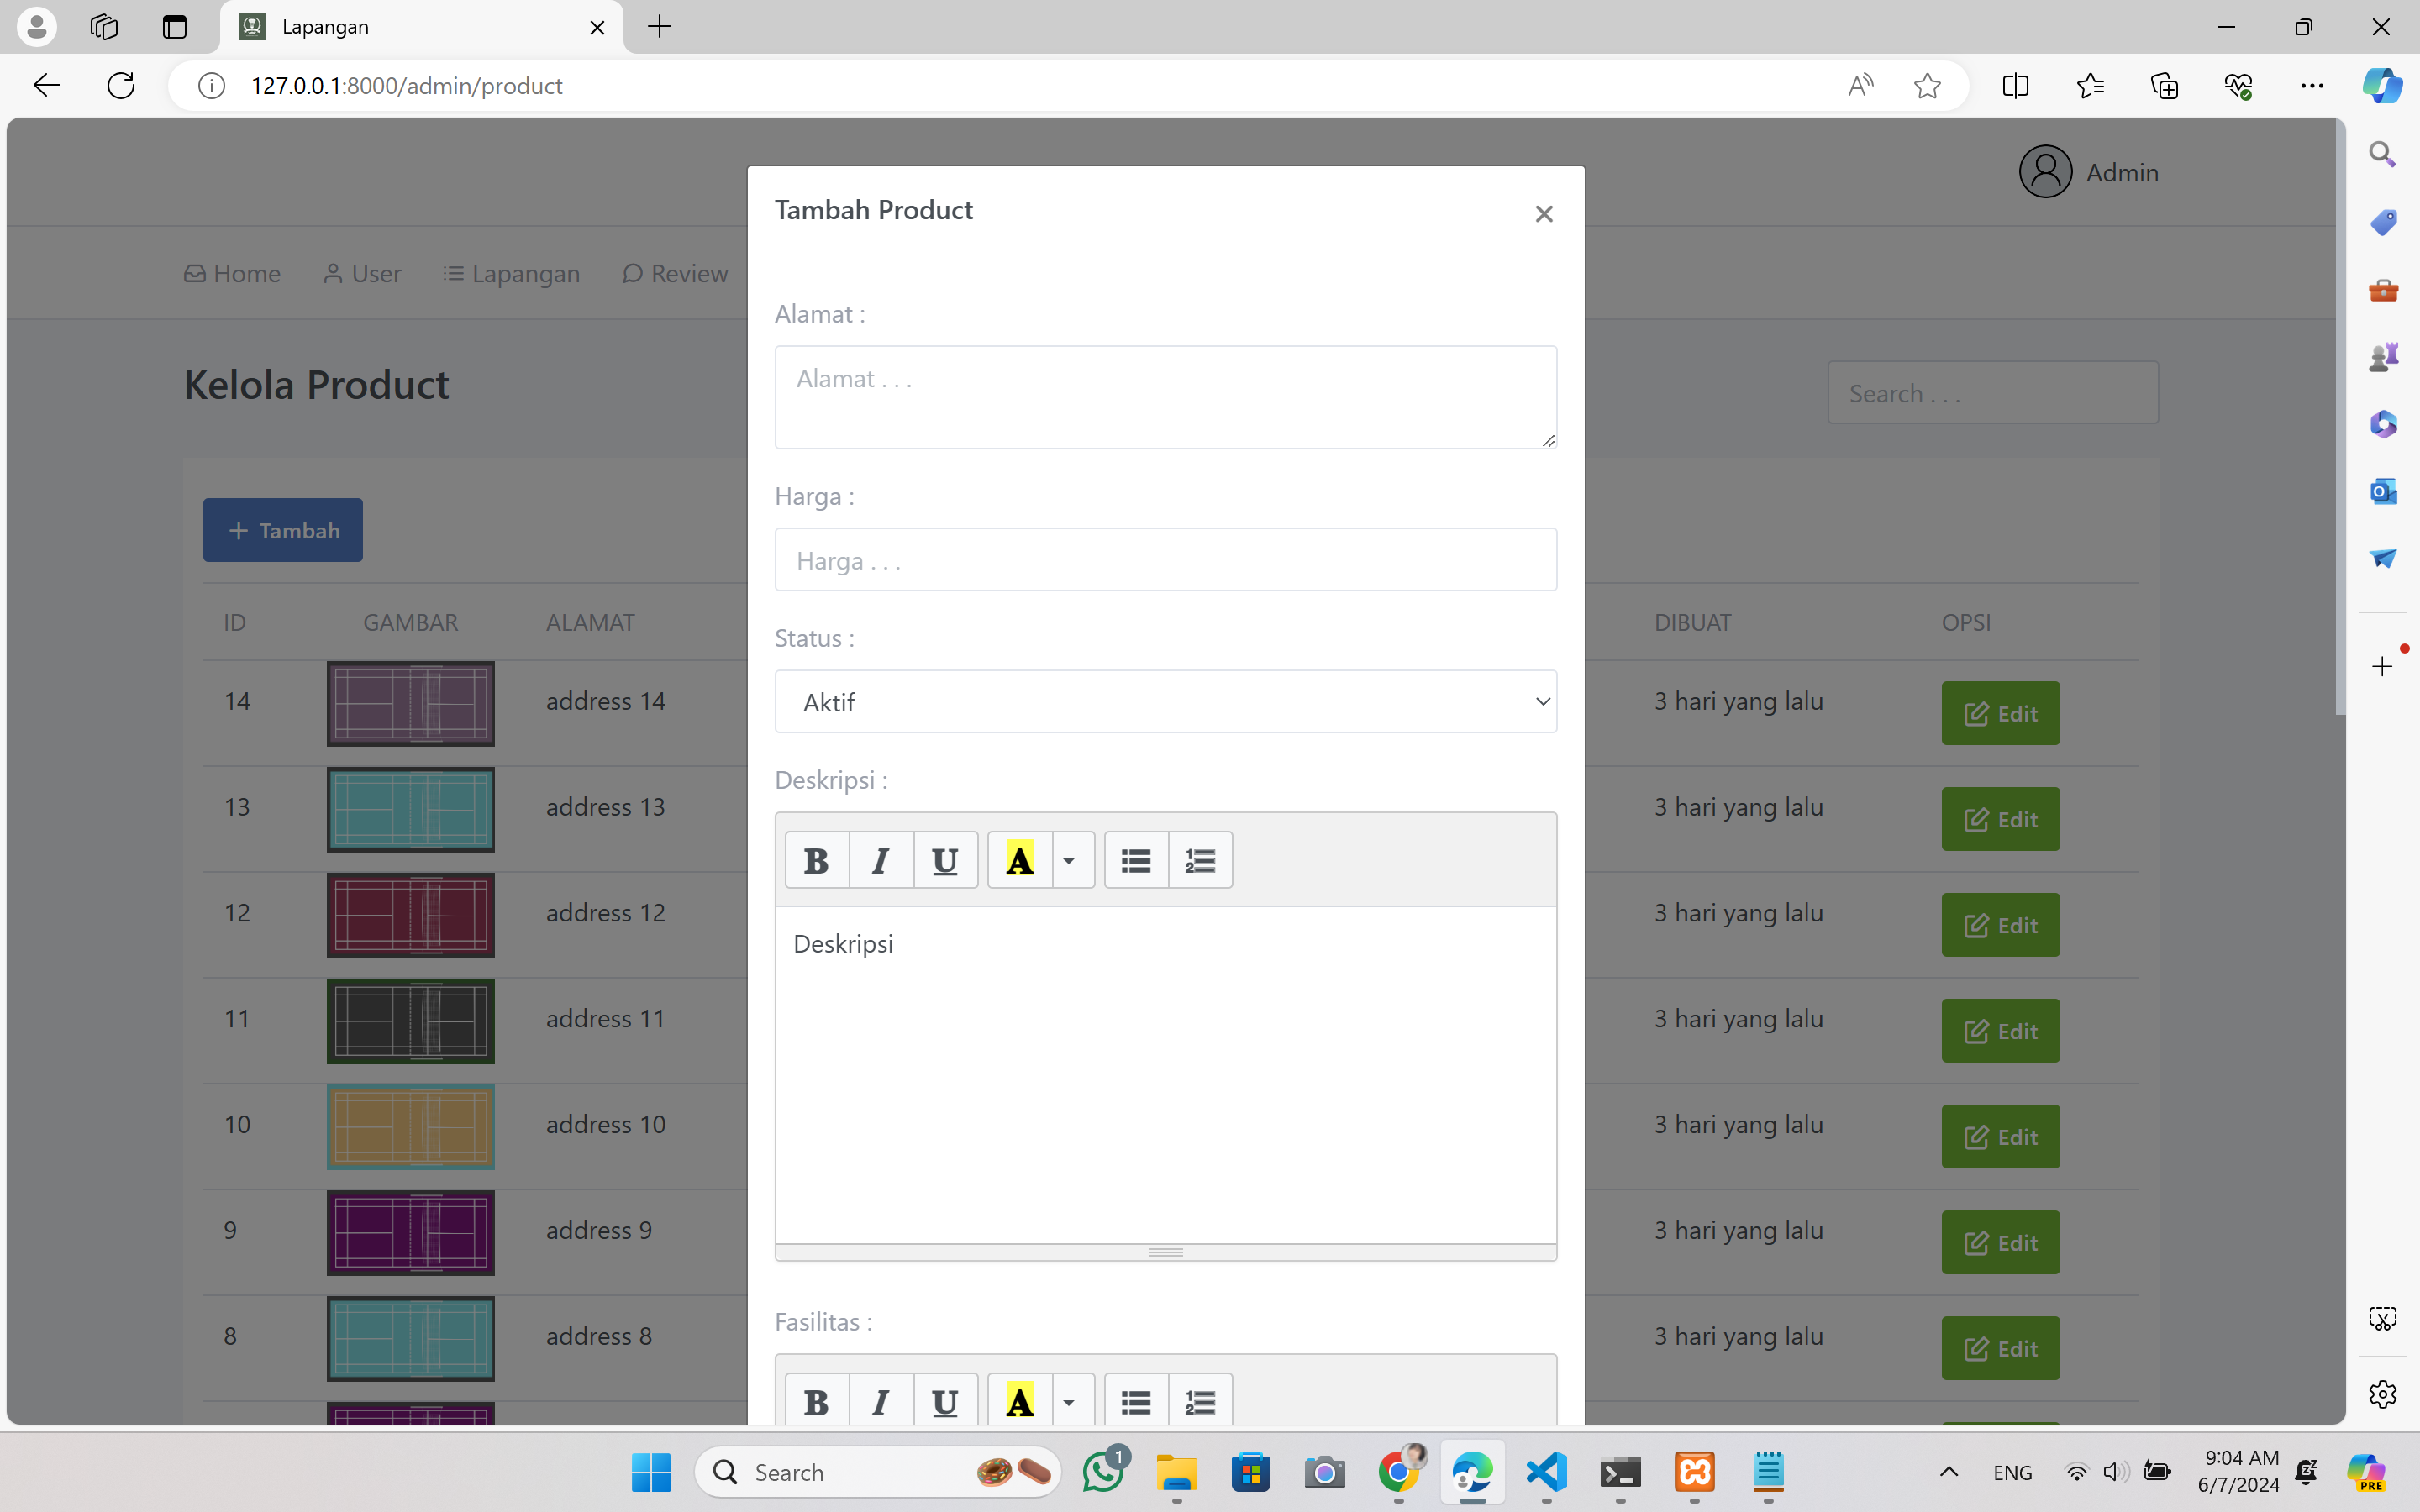 Lapangan
127.0.0.1:8000/admin/product
Admin
Home
User
Lapangan
Review
Kelola Product
Search . . .
Tambah
ID
GAMBAR
ALAMAT
DIBUAT
OPSI
14
address 14
3 hari yang lalu
Edit
13
address 13
3 hari yang lalu
Edit
12
address 12
3 hari yang lalu
Edit
11
address 11
3 hari yang lalu
Edit
10
address 10
3 hari yang lalu
Edit
9
address 9
3 hari yang lalu
Edit
8
address 8
3 hari yang lalu
Edit
Tambah Product
Alamat :
Alamat . . .
Harga :
Harga . . .
Status :
Aktif
Deskripsi :
B I U A
Deskripsi
Fasilitas :
B I U A
Search
1
ENG
9:04 AM
6/7/2024
PRE